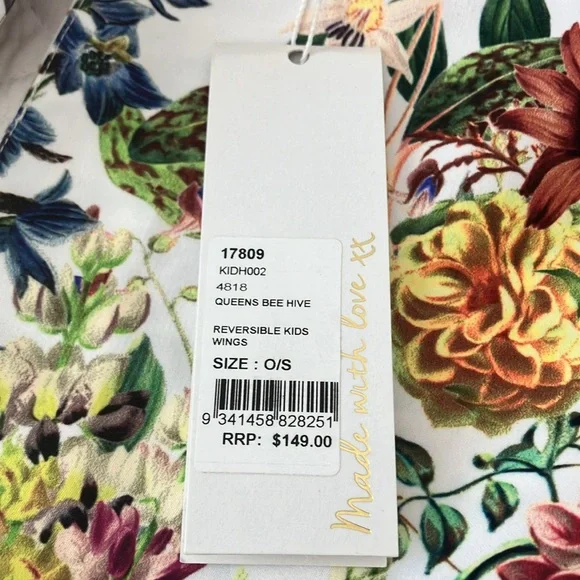 17809
KIDH002
4818
QUEENS BEE HIVE
REVERSIBLE KIDS
WINGS
SIZE : O/S
9 341458 828251
RRP: $149.00
Made with love xx